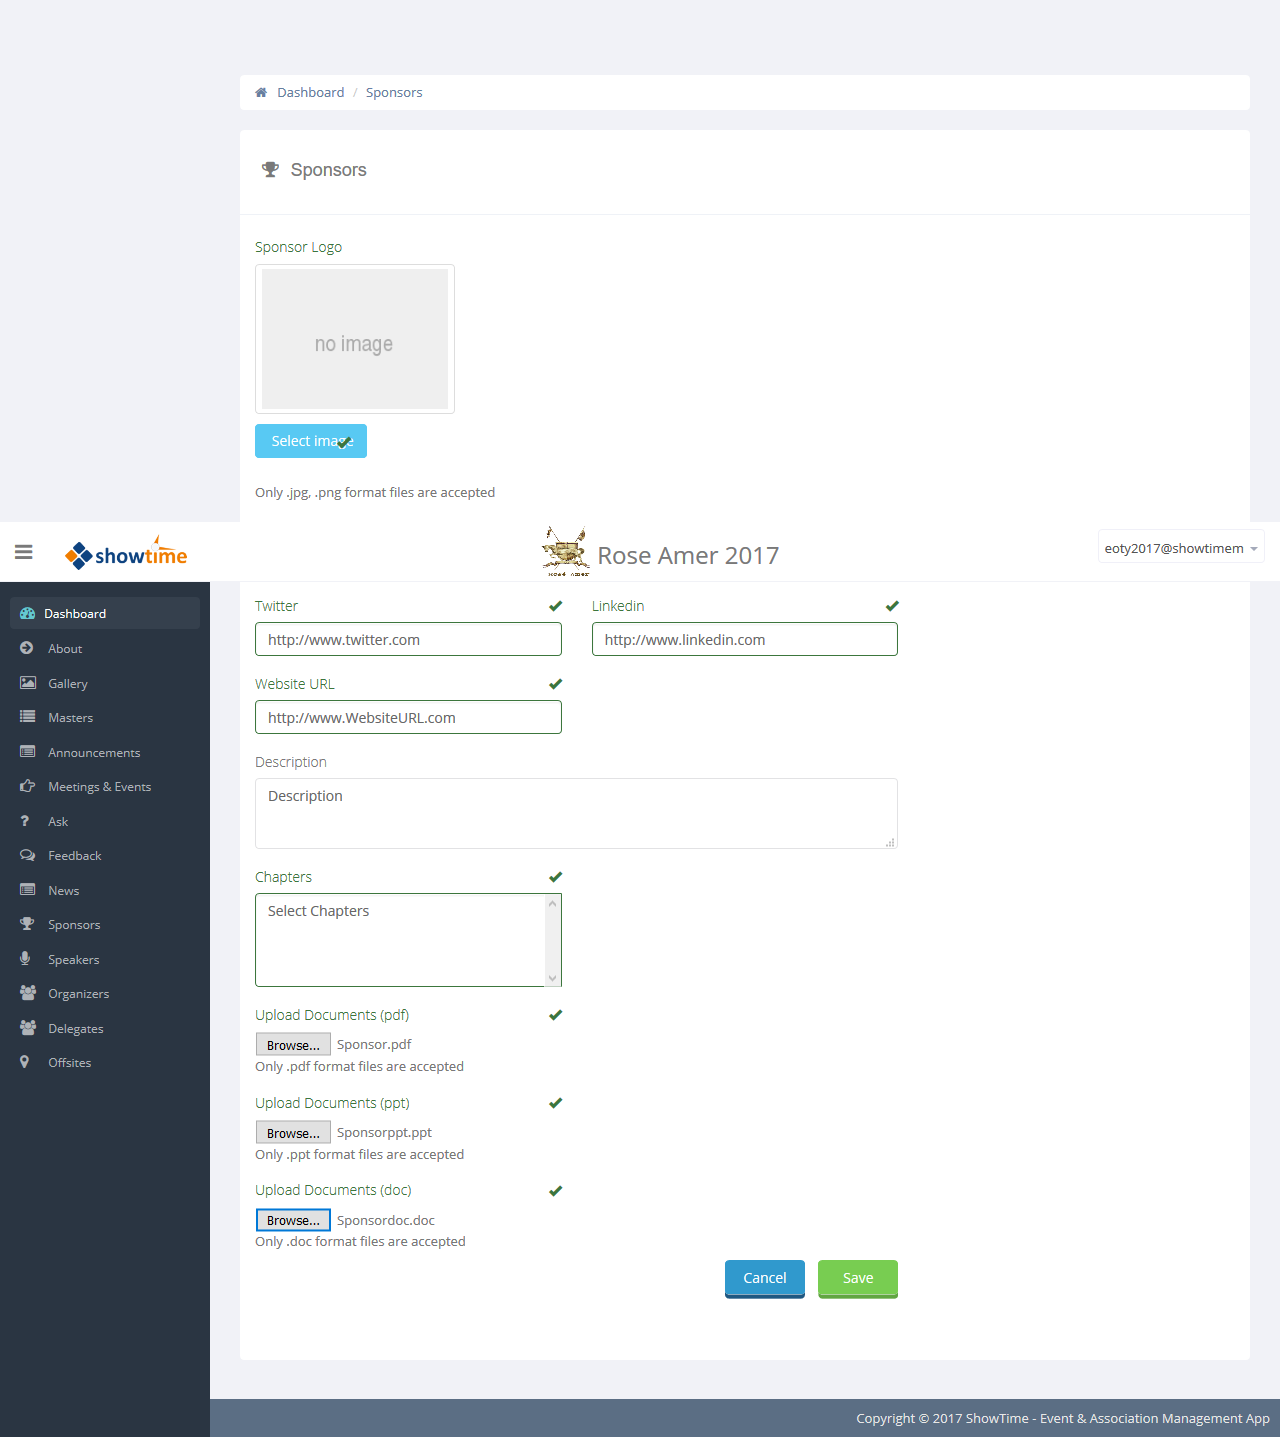 Dashboard / Sponsors
Sponsors
Sponsor Logo
no image
Select image
Only .jpg, .png format files are accepted
showtime
Rose Amer 2017
eoty2017@showtimem
Dashboard
About
Gallery
Masters
Announcements
Meetings & Events
Ask
Feedback
News
Sponsors
Speakers
Organizers
Delegates
Offsites
Twitter
Linkedin
http://www.twitter.com
http://www.linkedin.com
Website URL
http://www.WebsiteURL.com
Description
Description
Chapters
Select Chapters
Upload Documents (pdf)
Browse... Sponsor.pdf
Only .pdf format files are accepted
Upload Documents (ppt)
Browse... Sponsorppt.ppt
Only .ppt format files are accepted
Upload Documents (doc)
Browse... Sponsordoc.doc
Only .doc format files are accepted
Cancel
Save
Copyright © 2017 ShowTime - Event & Association Management App